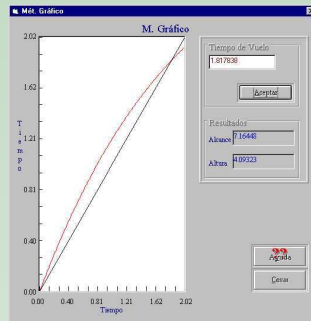 Mét. Gráfico
M. Gráfico
Tiempo
2.02
1.62
1.21
0.81
0.40
0.00
0.00 0.40 0.81 1.21 1.62 2.02
Tiempo
Tiempo de Vuelo
1.817838
Aceptar
Resultados
Alcance 7.16448
Altura 4.09323
Ayuda
Cerrar